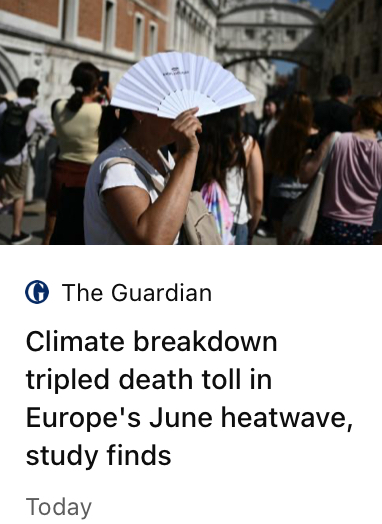 The Guardian
Climate breakdown
tripled death toll in
Europe's June heatwave,
study finds
Today